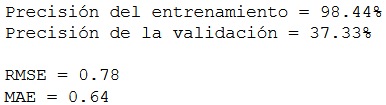 Precisión del entrenamiento = 98.44%
Precisión de la validación = 37.33%
RMSE = 0.78
MAE = 0.64